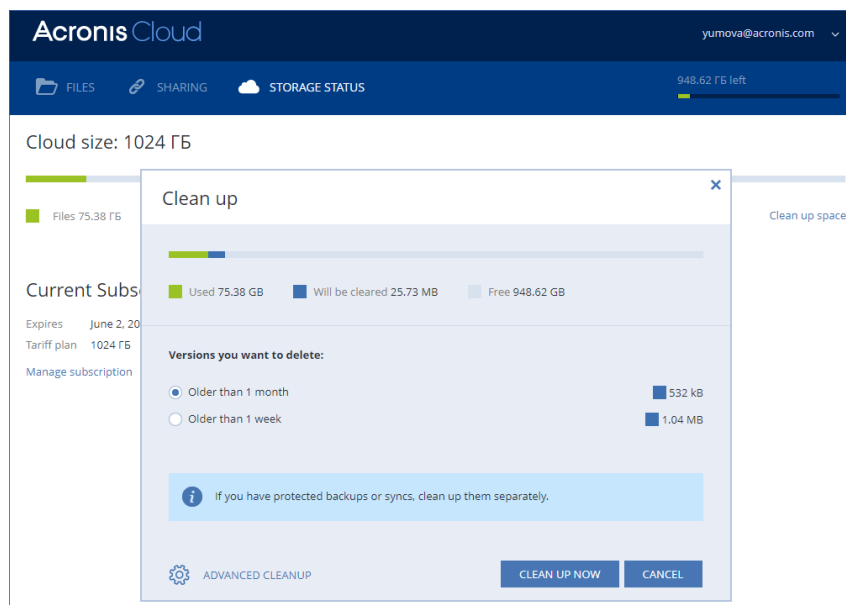 Acronis Cloud
yumova@acronis.com
FILES
SHARING
STORAGE STATUS
948.62 ГБ left
Cloud size: 1024 ГБ
Files 75.38 ГБ
Clean up space
Current Subs
Expires June 2, 20
Tariff plan 1024 ГБ
Manage subscription
Clean up
Used 75.38 GB
Will be cleared 25.73 MB
Free 948.62 GB
Versions you want to delete:
Older than 1 month 532 kB
Older than 1 week 1.04 MB
If you have protected backups or syncs, clean up them separately.
ADVANCED CLEANUP
CLEAN UP NOW
CANCEL